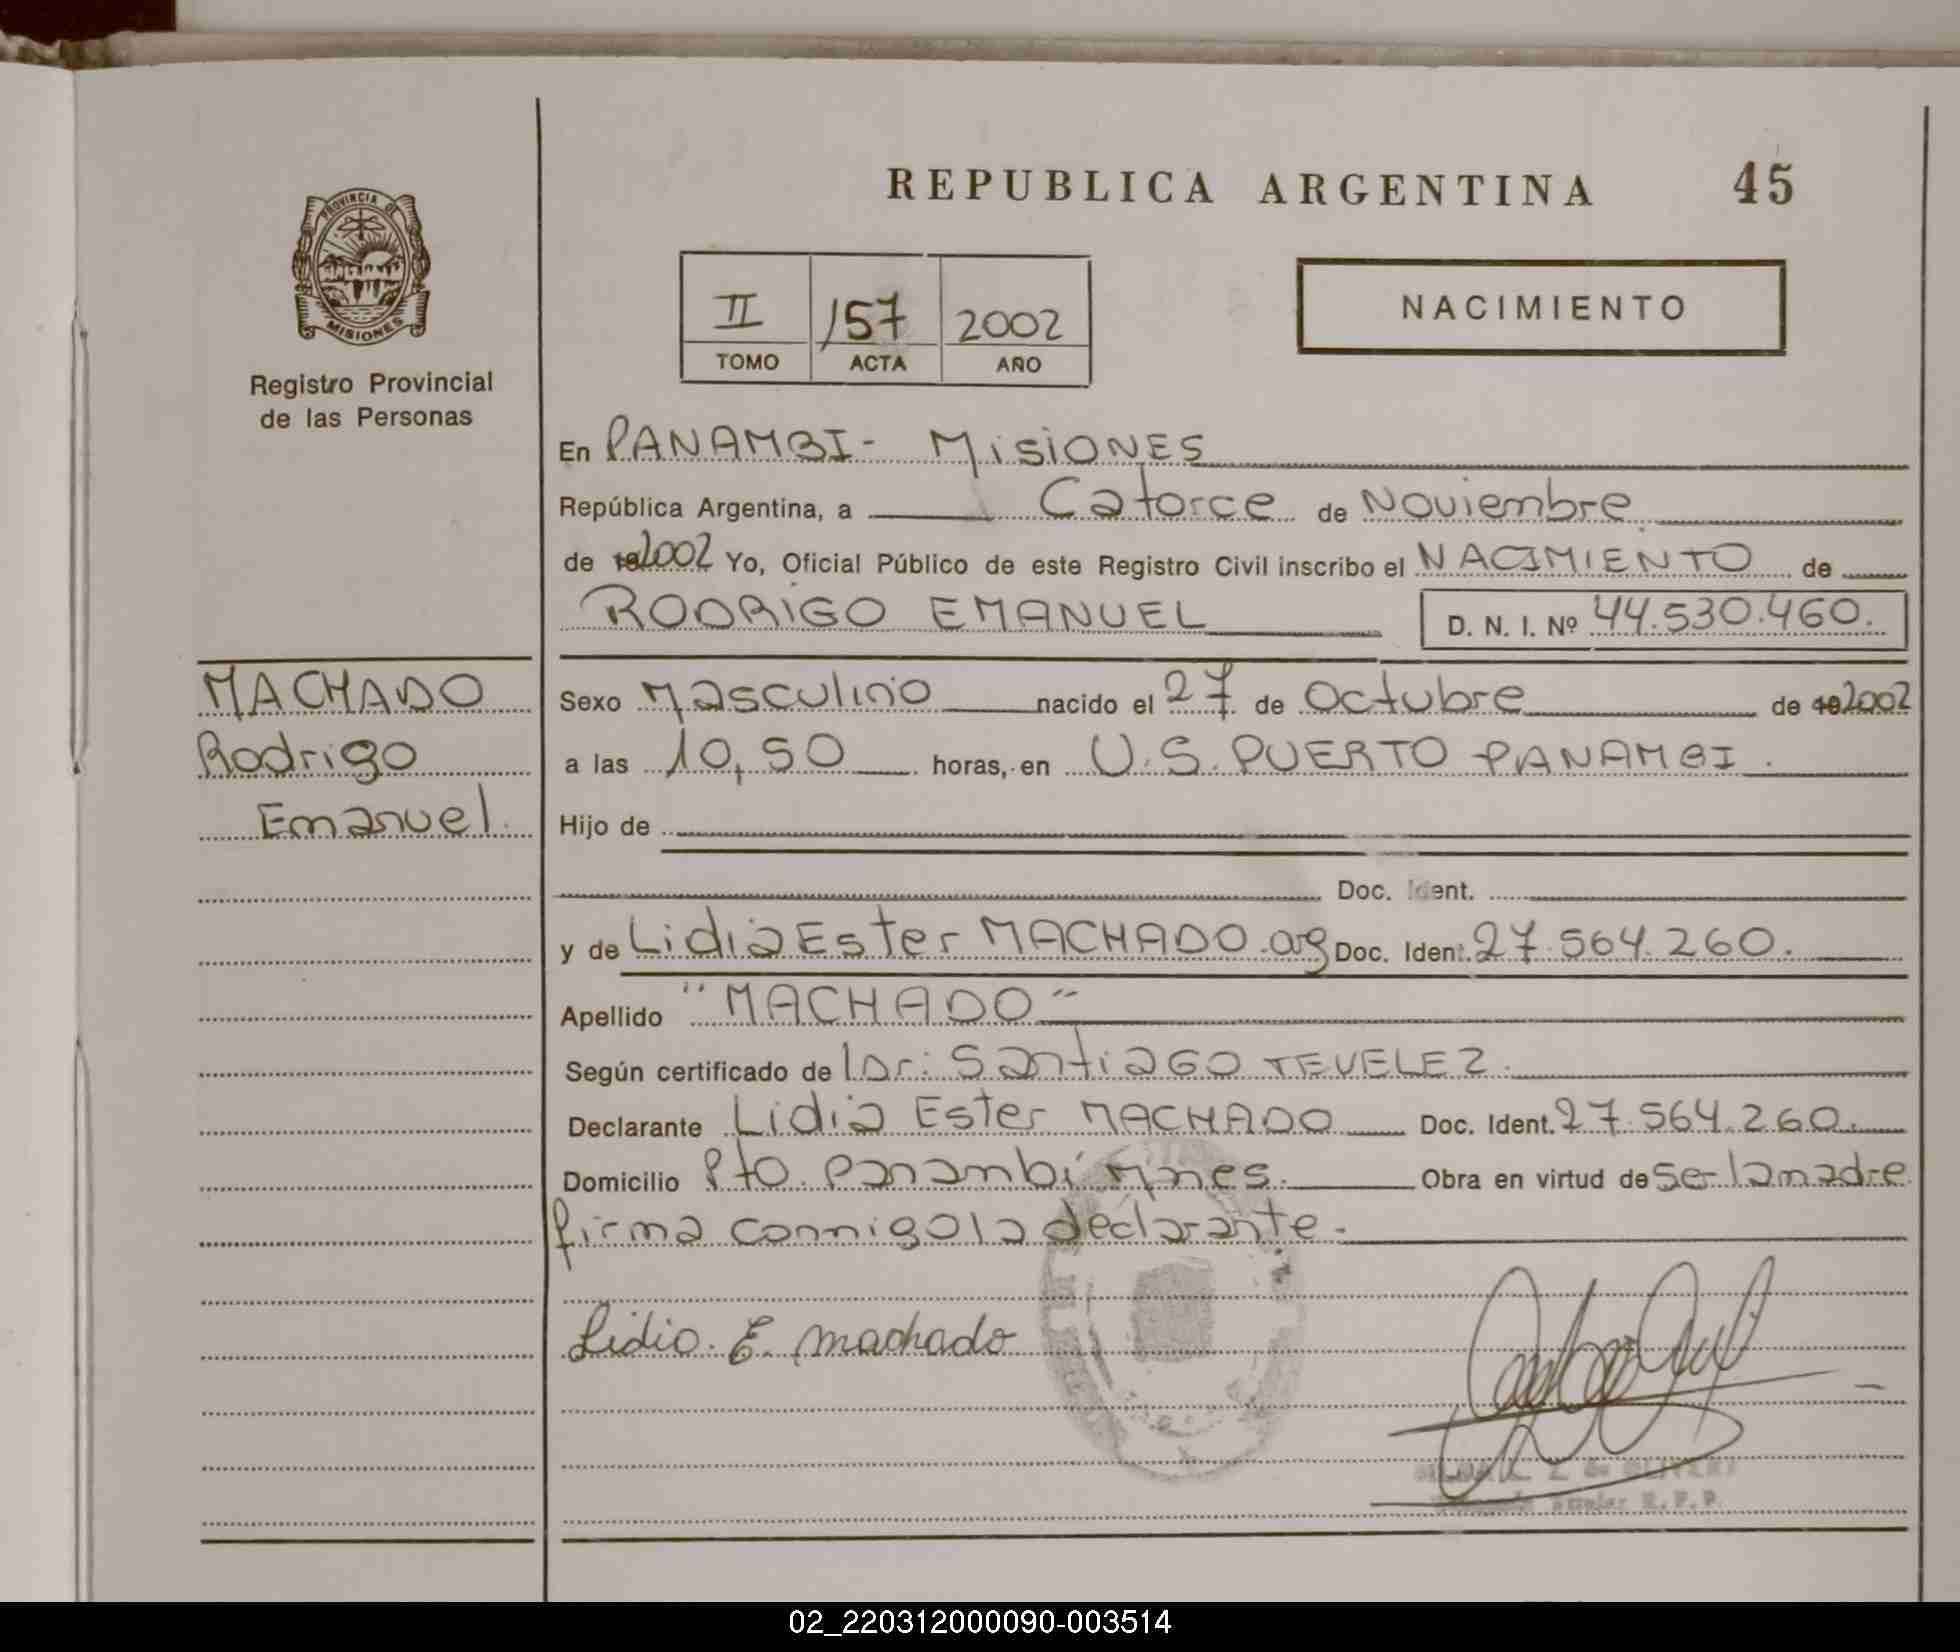 REPUBLICA ARGENTINA 45
PROVINCIA DE
MISIONES
Registro Provincial
de las Personas
II 157 2002
TOMO ACTA AÑO
NACIMIENTO
En PANAMBI - MISIONES
República Argentina, a Catorce de Noviembre
de 2002 Yo, Oficial Público de este Registro Civil inscribo el NACIMIENTO de
RODRIGO EMANUEL D. N. I. Nº 44.530.460.
MACHADO
Rodrigo
Emanuel.
Sexo Masculino nacido el 27 de Octubre de 2002
a las 10,50 horas, en U.S. PUERTO PANAMBI.
Hijo de
Doc. Ident.
y de Lidia Ester MACHADO. arg Doc. Ident. 27.564.260.
Apellido "MACHADO"
Según certificado de Dr: Santiago TEVELEZ.
Declarante Lidia Ester MACHADO Doc. Ident. 27.564.260.
Domicilio Pto. Panambí Mnes. Obra en virtud de ser la madre
firma conmigo la declarante.
Lidia. E. Machado
R.P.P.
02_220312000090-003514